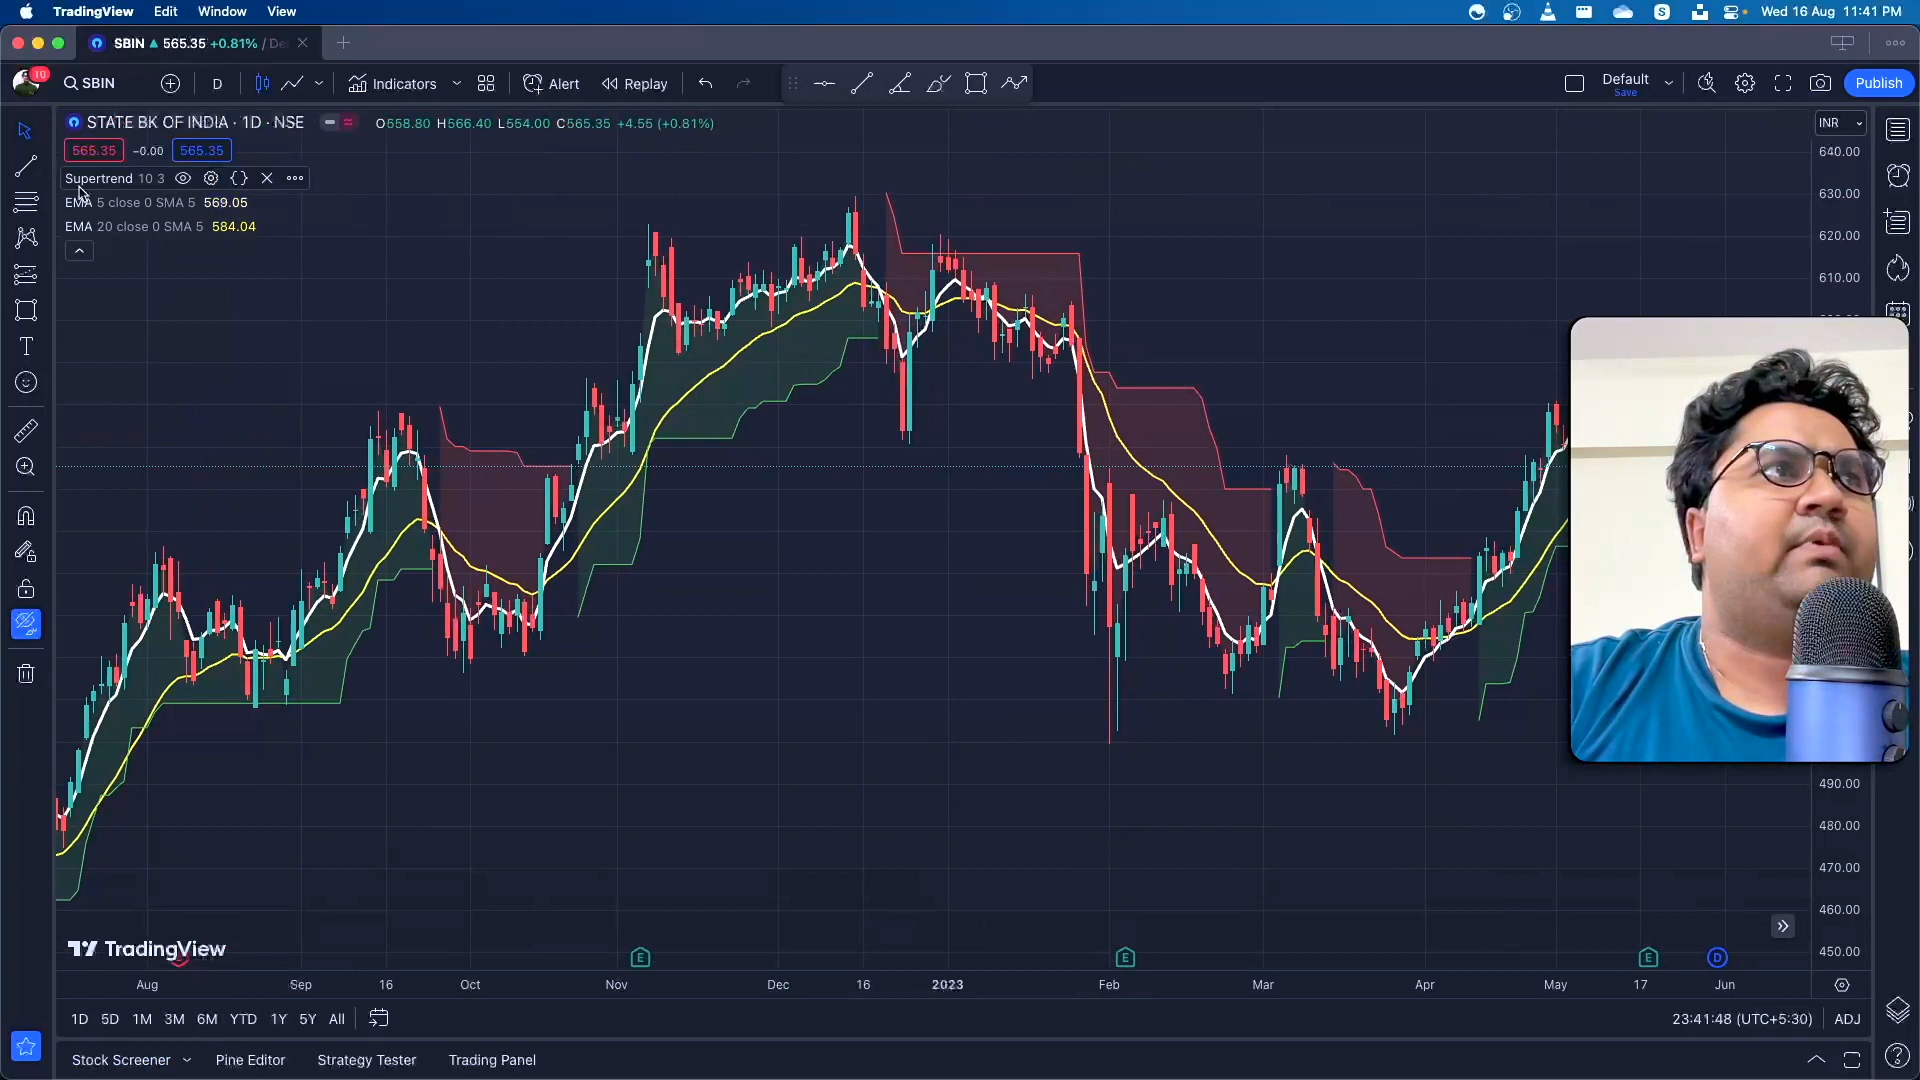 TradingView Edit Window View
Wed 16 Aug 11:41 PM
SBIN ▲ 565.35 +0.81% / De
10
SBIN
D
Indicators
Alert
Replay
Default
Save
Publish
STATE BK OF INDIA · 1D · NSE
O558.80 H566.40 L554.00 C565.35 +4.55 (+0.81%)
INR
565.35 −0.00 565.35
Supertrend 10 3
EMA 5 close 0 SMA 5 569.05
EMA 20 close 0 SMA 5 584.04
640.00
630.00
620.00
610.00
490.00
480.00
470.00
460.00
450.00
TradingView
E
E
E
D
Aug Sep 16 Oct Nov Dec 16 2023 Feb Mar Apr May 17 Jun
1D 5D 1M 3M 6M YTD 1Y 5Y All
23:41:48 (UTC+5:30) ADJ
Stock Screener Pine Editor Strategy Tester Trading Panel